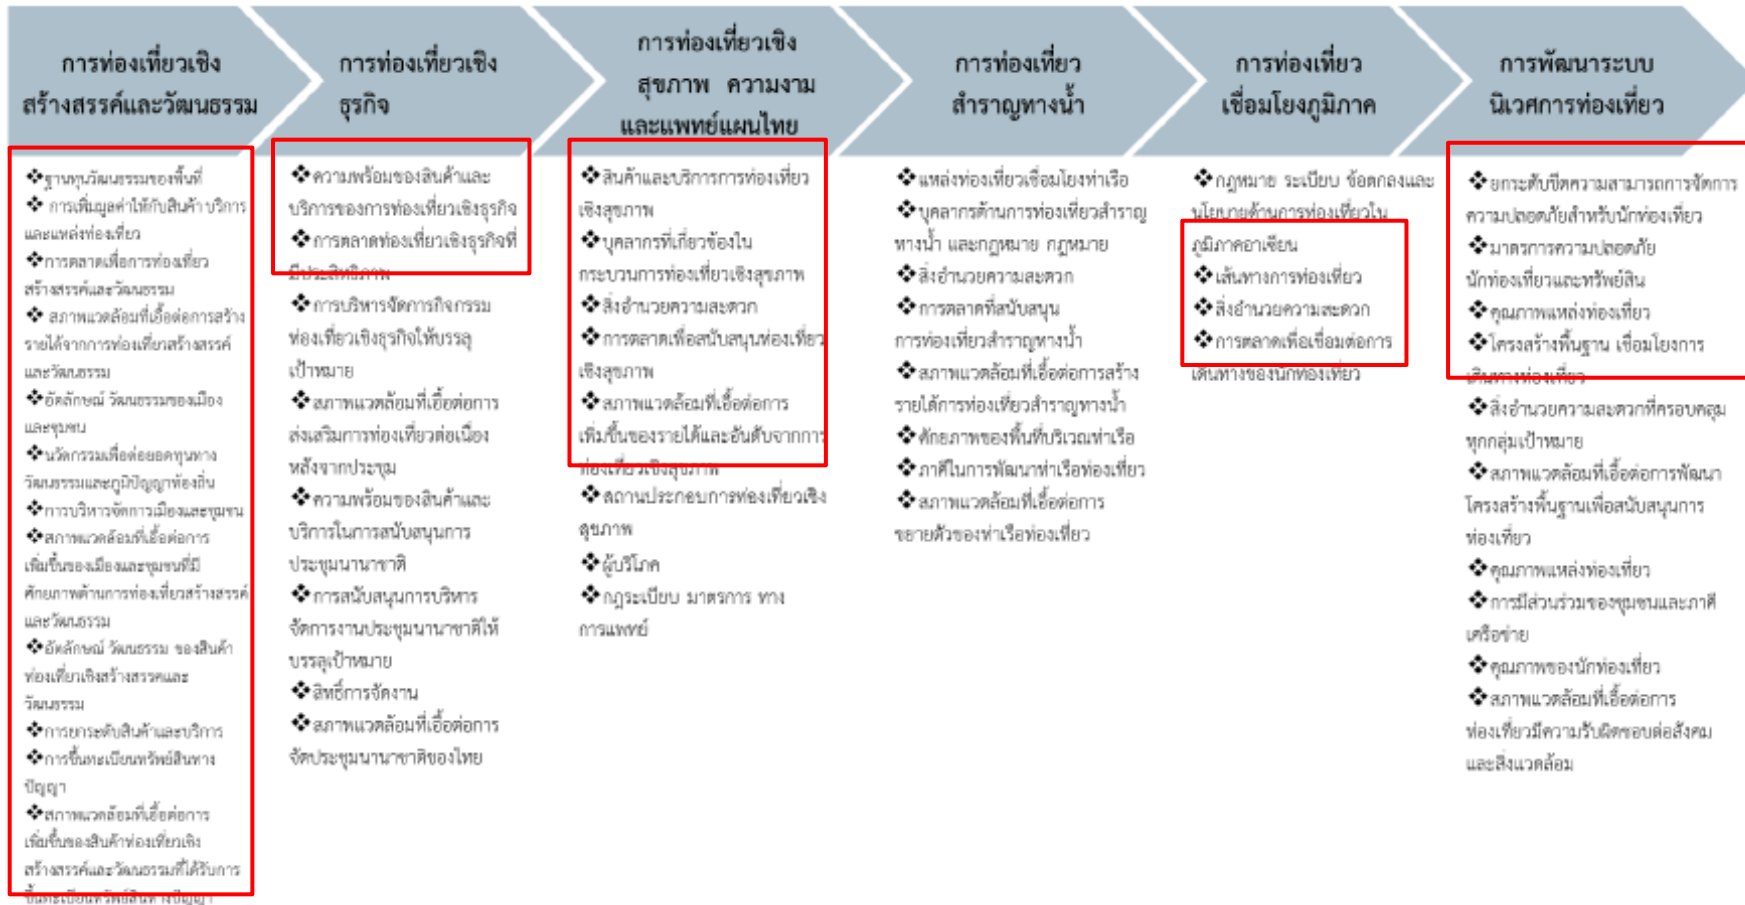 การท่องเที่ยวเชิง
สร้างสรรค์และวัฒนธรรม
❖ฐานทุนวัฒนธรรมของพื้นที่
❖ การเพิ่มมูลค่าให้กับสินค้า บริการ
และแหล่งท่องเที่ยว
❖การตลาดเพื่อการท่องเที่ยว
สร้างสรรค์และวัฒนธรรม
❖ สภาพแวดล้อมที่เอื้อต่อการสร้าง
รายได้จากการท่องเที่ยวสร้างสรรค์
และวัฒนธรรม
❖อัตลักษณ์ วัฒนธรรมของเมือง
และชุมชน
❖นวัตกรรมเพื่อต่อยอดทุนทาง
วัฒนธรรมและภูมิปัญญาท้องถิ่น
❖การบริหารจัดการเมืองและชุมชน
❖สภาพแวดล้อมที่เอื้อต่อการ
เพิ่มขึ้นของเมืองและชุมชนที่มี
ศักยภาพด้านการท่องเที่ยวสร้างสรรค์
และวัฒนธรรม
❖อัตลักษณ์ วัฒนธรรม ของสินค้า
ท่องเที่ยวเชิงสร้างสรรค์และ
วัฒนธรรม
❖การยกระดับสินค้าและบริการ
❖การขึ้นทะเบียนทรัพย์สินทาง
ปัญญา
❖สภาพแวดล้อมที่เอื้อต่อการ
เพิ่มขึ้นของสินค้าท่องเที่ยวเชิง
สร้างสรรค์และวัฒนธรรมที่ได้รับการ
ขึ้นทะเบียนทรัพย์สินทางปัญญา
การท่องเที่ยวเชิง
ธุรกิจ
❖ความพร้อมของสินค้าและ
บริการของการท่องเที่ยวเชิงธุรกิจ
❖การตลาดท่องเที่ยวเชิงธุรกิจที่
มีประสิทธิภาพ
❖การบริหารจัดการกิจกรรม
ท่องเที่ยวเชิงธุรกิจให้บรรลุ
เป้าหมาย
❖สภาพแวดล้อมที่เอื้อต่อการ
ส่งเสริมการท่องเที่ยวต่อเนื่อง
หลังจากประชุม
❖ความพร้อมของสินค้าและ
บริการในการสนับสนุนการ
ประชุมนานาชาติ
❖การสนับสนุนการบริหาร
จัดการงานประชุมนานาชาติให้
บรรลุเป้าหมาย
❖สิทธิ์การจัดงาน
❖สภาพแวดล้อมที่เอื้อต่อการ
จัดประชุมนานาชาติของไทย
การท่องเที่ยวเชิง
สุขภาพ ความงาม
และแพทย์แผนไทย
❖สินค้าและบริการการท่องเที่ยว
เชิงสุขภาพ
❖บุคลากรที่เกี่ยวข้องใน
กระบวนการท่องเที่ยวเชิงสุขภาพ
❖สิ่งอำนวยความสะดวก
❖การตลาดเพื่อสนับสนุนท่องเที่ยว
เชิงสุขภาพ
❖สภาพแวดล้อมที่เอื้อต่อการ
เพิ่มขึ้นของรายได้และอันดับจากการ
ท่องเที่ยวเชิงสุขภาพ
❖สถานประกอบการท่องเที่ยวเชิง
สุขภาพ
❖ผู้บริโภค
❖กฎระเบียบ มาตรการ ทาง
การแพทย์
การท่องเที่ยว
สำราญทางน้ำ
❖แหล่งท่องเที่ยวเชื่อมโยงท่าเรือ
❖บุคลากรด้านการท่องเที่ยวสำราญ
ทางน้ำ และกฎหมาย กฎหมาย
❖สิ่งอำนวยความสะดวก
❖การตลาดที่สนับสนุน
การท่องเที่ยวสำราญทางน้ำ
❖สภาพแวดล้อมที่เอื้อต่อการสร้าง
รายได้การท่องเที่ยวสำราญทางน้ำ
❖ศักยภาพของพื้นที่บริเวณท่าเรือ
❖ภาคีในการพัฒนาท่าเรือท่องเที่ยว
❖สภาพแวดล้อมที่เอื้อต่อการ
ขยายตัวของท่าเรือท่องเที่ยว
การท่องเที่ยว
เชื่อมโยงภูมิภาค
❖กฎหมาย ระเบียบ ข้อตกลงและ
นโยบายด้านการท่องเที่ยวใน
ภูมิภาคอาเซียน
❖เส้นทางการท่องเที่ยว
❖สิ่งอำนวยความสะดวก
❖การตลาดเพื่อเชื่อมต่อการ
เดินทางของนักท่องเที่ยว
การพัฒนาระบบ
นิเวศการท่องเที่ยว
❖ยกระดับขีดความสามารถการจัดการ
ความปลอดภัยสำหรับนักท่องเที่ยว
❖มาตรการความปลอดภัย
นักท่องเที่ยวและทรัพย์สิน
❖คุณภาพแหล่งท่องเที่ยว
❖โครงสร้างพื้นฐาน เชื่อมโยงการ
เดินทางท่องเที่ยว
❖สิ่งอำนวยความสะดวกที่ครอบคลุม
ทุกกลุ่มเป้าหมาย
❖สภาพแวดล้อมที่เอื้อต่อการพัฒนา
โครงสร้างพื้นฐานเพื่อสนับสนุนการ
ท่องเที่ยว
❖คุณภาพแหล่งท่องเที่ยว
❖การมีส่วนร่วมของชุมชนและภาคี
เครือข่าย
❖คุณภาพของนักท่องเที่ยว
❖สภาพแวดล้อมที่เอื้อต่อการ
ท่องเที่ยวมีความรับผิดชอบต่อสังคม
และสิ่งแวดล้อม